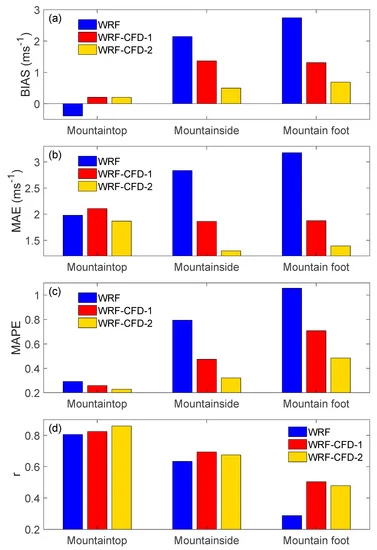 (a)
WRF
WRF-CFD-1
WRF-CFD-2
BIAS (ms⁻¹)
3
2
1
0
Mountaintop Mountainside Mountain foot
(b)
WRF
WRF-CFD-1
WRF-CFD-2
MAE (ms⁻¹)
3
2.5
2
1.5
Mountaintop Mountainside Mountain foot
(c)
WRF
WRF-CFD-1
WRF-CFD-2
MAPE
1
0.8
0.6
0.4
0.2
Mountaintop Mountainside Mountain foot
(d)
WRF
WRF-CFD-1
WRF-CFD-2
r
0.8
0.6
0.4
0.2
Mountaintop Mountainside Mountain foot